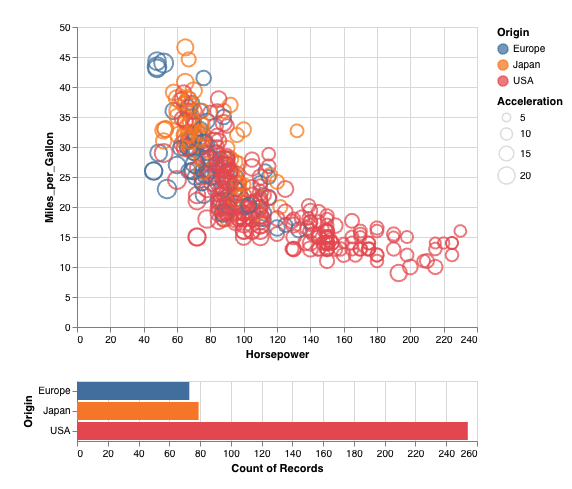 50
45
40
35
30
25
20
15
10
5
0
Miles_per_Gallon
0 20 40 60 80 100 120 140 160 180 200 220 240
Horsepower
Origin
Europe
Japan
USA
Acceleration
5
10
15
20
Origin
Europe
Japan
USA
0 20 40 60 80 100 120 140 160 180 200 220 240 260
Count of Records